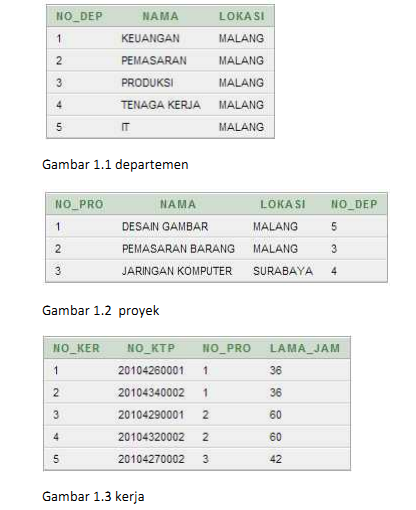 NO_DEP NAMA LOKASI
1 KEUANGAN MALANG
2 PEMASARAN MALANG
3 PRODUKSI MALANG
4 TENAGA KERJA MALANG
5 IT MALANG
Gambar 1.1 departemen
NO_PRO NAMA LOKASI NO_DEP
1 DESAIN GAMBAR MALANG 5
2 PEMASARAN BARANG MALANG 3
3 JARINGAN KOMPUTER SURABAYA 4
Gambar 1.2 proyek
NO_KER NO_KTP NO_PRO LAMA_JAM
1 20104260001 1 36
2 20104340002 1 36
3 20104290001 2 60
4 20104320002 2 60
5 20104270002 3 42
Gambar 1.3 kerja